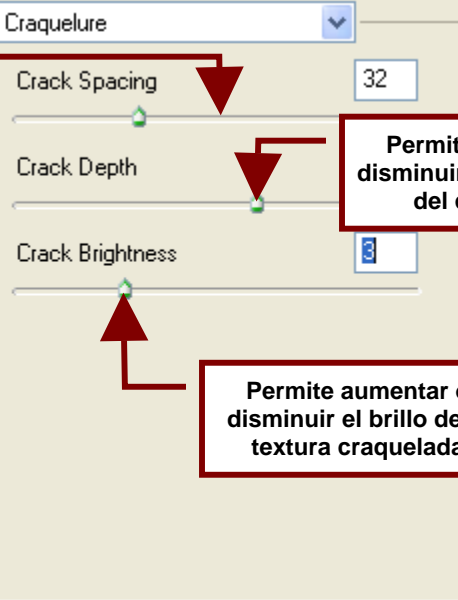 Craquelure
Crack Spacing 32
Permit
disminuir
Crack Depth
del
Crack Brightness 3
Permite aumentar
disminuir el brillo de
textura craquelada